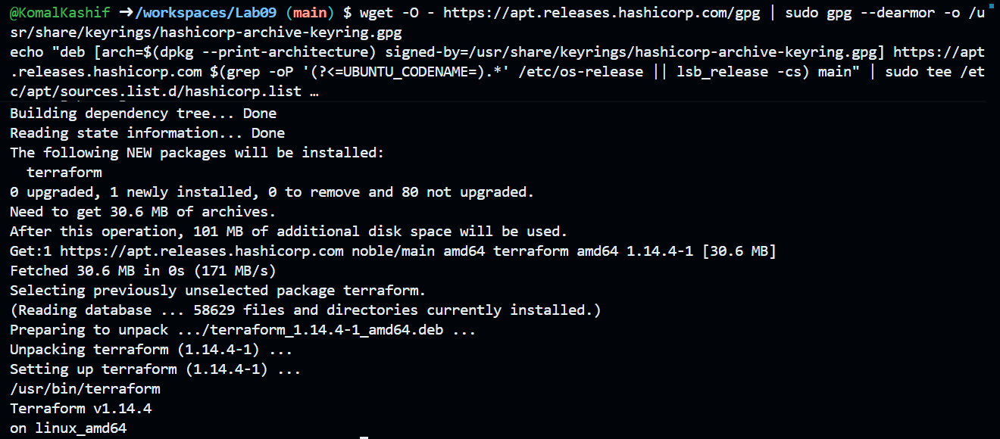 @KomalKashif ➜/workspaces/Lab09 (main) $ wget -O - https://apt.releases.hashicorp.com/gpg | sudo gpg --dearmor -o /u
sr/share/keyrings/hashicorp-archive-keyring.gpg
echo "deb [arch=$(dpkg --print-architecture) signed-by=/usr/share/keyrings/hashicorp-archive-keyring.gpg] https://apt
.releases.hashicorp.com $(grep -oP '(?<=UBUNTU_CODENAME=).*' /etc/os-release || lsb_release -cs) main" | sudo tee /et
c/apt/sources.list.d/hashicorp.list …
Building dependency tree... Done
Reading state information... Done
The following NEW packages will be installed:
  terraform
0 upgraded, 1 newly installed, 0 to remove and 80 not upgraded.
Need to get 30.6 MB of archives.
After this operation, 101 MB of additional disk space will be used.
Get:1 https://apt.releases.hashicorp.com noble/main amd64 terraform amd64 1.14.4-1 [30.6 MB]
Fetched 30.6 MB in 0s (171 MB/s)
Selecting previously unselected package terraform.
(Reading database ... 58629 files and directories currently installed.)
Preparing to unpack .../terraform_1.14.4-1_amd64.deb ...
Unpacking terraform (1.14.4-1) ...
Setting up terraform (1.14.4-1) ...
/usr/bin/terraform
Terraform v1.14.4
on linux_amd64